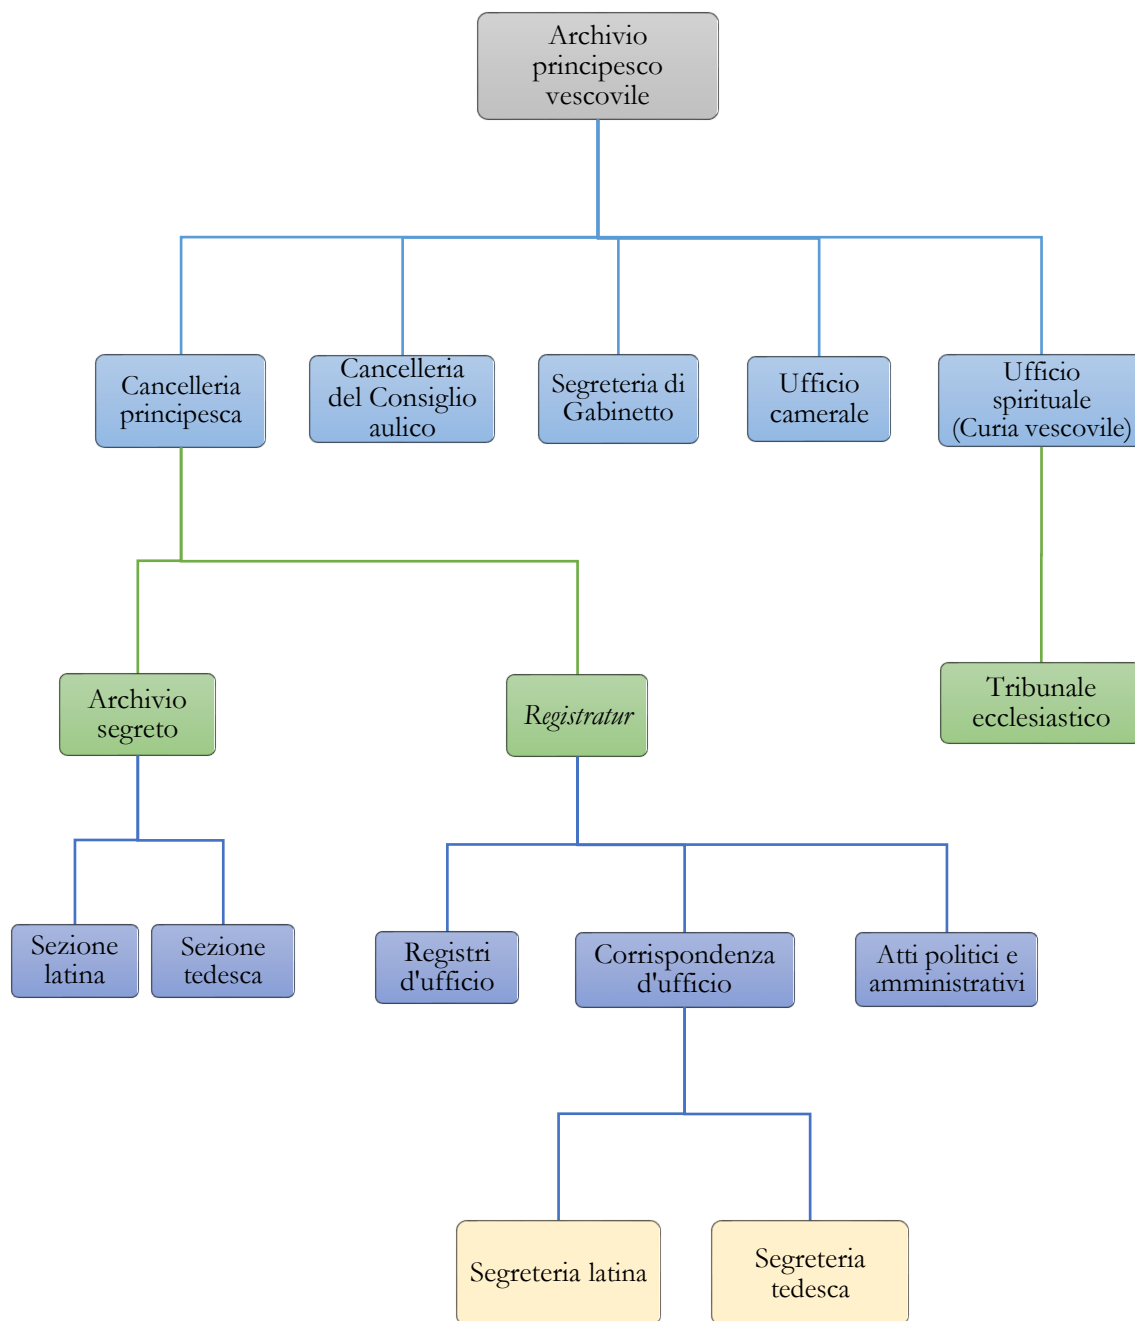 Archivio
principesco
vescovile
Cancelleria
principesca
Cancelleria
del Consiglio
aulico
Segreteria di
Gabinetto
Ufficio
camerale
Ufficio
spirituale
(Curia vescovile)
Archivio
segreto
Registratur
Tribunale
ecclesiastico
Sezione
latina
Sezione
tedesca
Registri
d'ufficio
Corrispondenza
d'ufficio
Atti politici e
amministrativi
Segreteria latina
Segreteria
tedesca